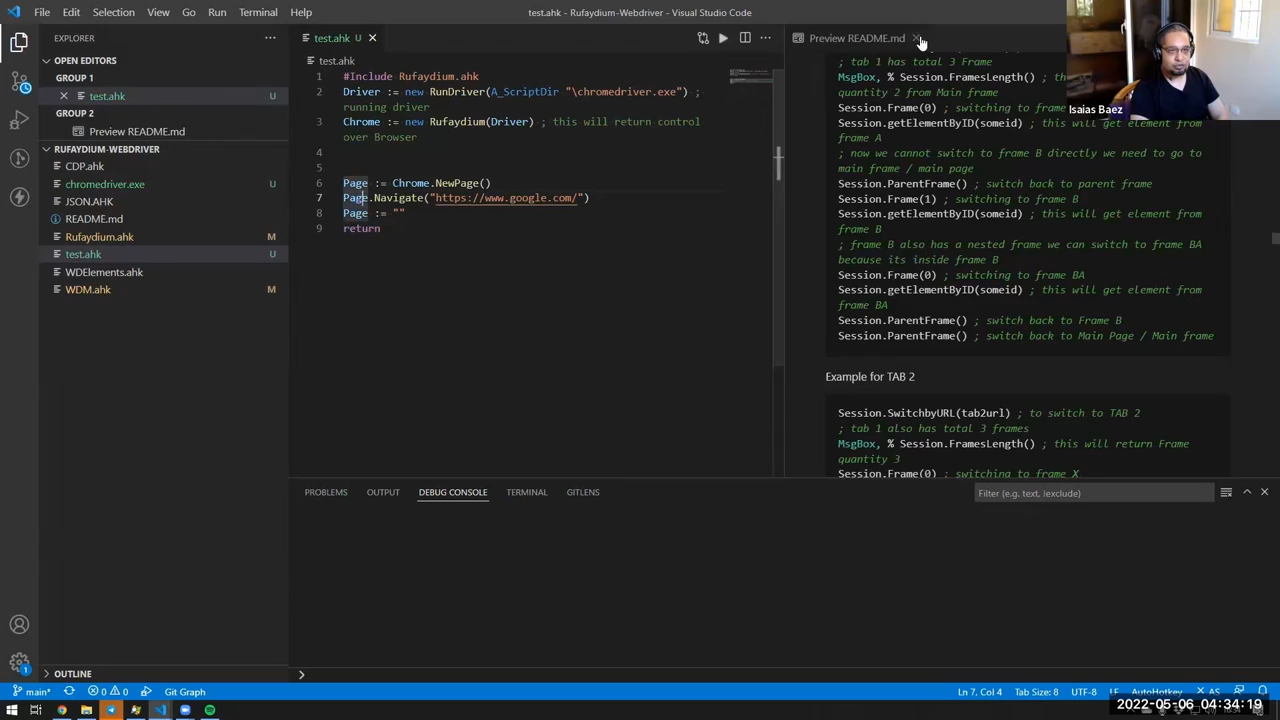 File Edit Selection View Go Run Terminal Help
test.ahk - Rufaydium-Webdriver - Visual Studio Code
EXPLORER
OPEN EDITORS
GROUP 1
test.ahk U
GROUP 2
Preview README.md
RUFAYDIUM-WEBDRIVER
CDP.ahk
chromedriver.exe U
JSON.AHK
README.md
Rufaydium.ahk M
test.ahk U
WDElements.ahk
WDM.ahk M
OUTLINE
test.ahk U
test.ahk
1 #Include Rufaydium.ahk
2 Driver := new RunDriver(A_ScriptDir "\chromedriver.exe") ;
running driver
3 Chrome := new Rufaydium(Driver) ; this will return control
over Browser
4
5
6 Page := Chrome.NewPage()
7 Page.Navigate("https://www.google.com/")
8 Page := ""
9 return
Preview README.md
; tab 1 has total 3 Frame
MsgBox, % Session.FramesLength() ; th
quantity 2 from Main frame
Session.Frame(0) ; switching to frame
Session.getElementByID(someid) ; this will get element from
frame A
; now we cannot switch to frame B directly we need to go to
main frame / main page
Session.ParentFrame() ; switch back to parent frame
Session.Frame(1) ; switching to frame B
Session.getElementByID(someid) ; this will get element from
frame B
; frame B also has a nested frame we can switch to frame BA
because its inside frame B
Session.Frame(0) ; switching to frame BA
Session.getElementByID(someid) ; this will get element from
frame BA
Session.ParentFrame() ; switch back to Frame B
Session.ParentFrame() ; switch back to Main Page / Main frame
Example for TAB 2
Session.SwitchbyURL(tab2url) ; to switch to TAB 2
; tab 1 also has total 3 frames
MsgBox, % Session.FramesLength() ; this will return Frame
quantity 3
Session.Frame(0) ; switching to frame X
Isaias Baez
PROBLEMS OUTPUT DEBUG CONSOLE TERMINAL GITLENS
Filter (e.g. text, !exclude)
main* 0 0 Git Graph
Ln 7, Col 4 Tab Size: 8 UTF-8 LF AutoHotkey AS
2022-05-06 04:34:19